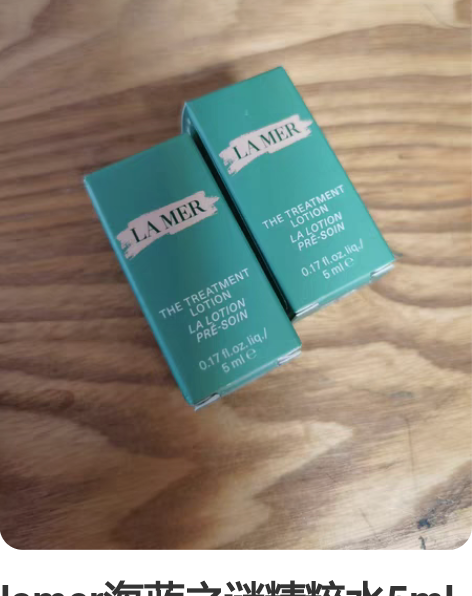 LA MER
THE TREATMENT
LOTION
LA LOTION
PRÉ-SOIN
0.17 fl.oz.liq./
5 ml ℮
LA MER
THE TREATMENT
LOTION
LA LOTION
PRÉ-SOIN
0.17 fl.oz.liq./
5 ml ℮
lamer海蓝之谜精粹水5ml